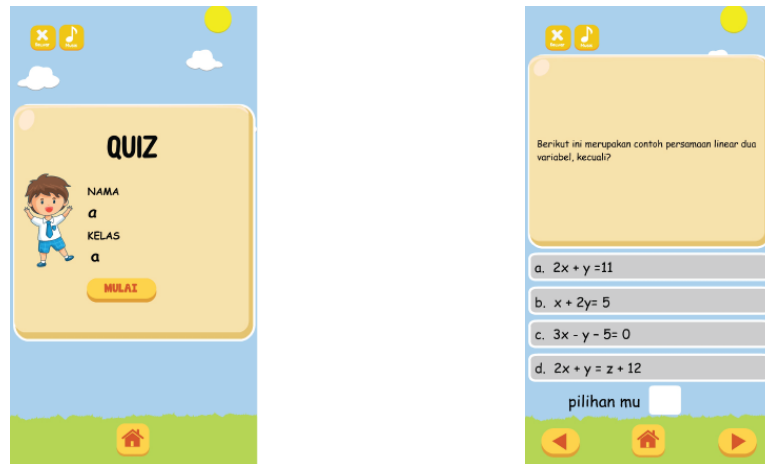 QUIZ
NAMA
a
KELAS
a
MULAI
Berikut ini merupakan contoh persamaan linear dua
variabel, kecuali?
a. 2x + y =11
b. x + 2y= 5
c. 3x - y - 5= 0
d. 2x + y = z + 12
pilihan mu